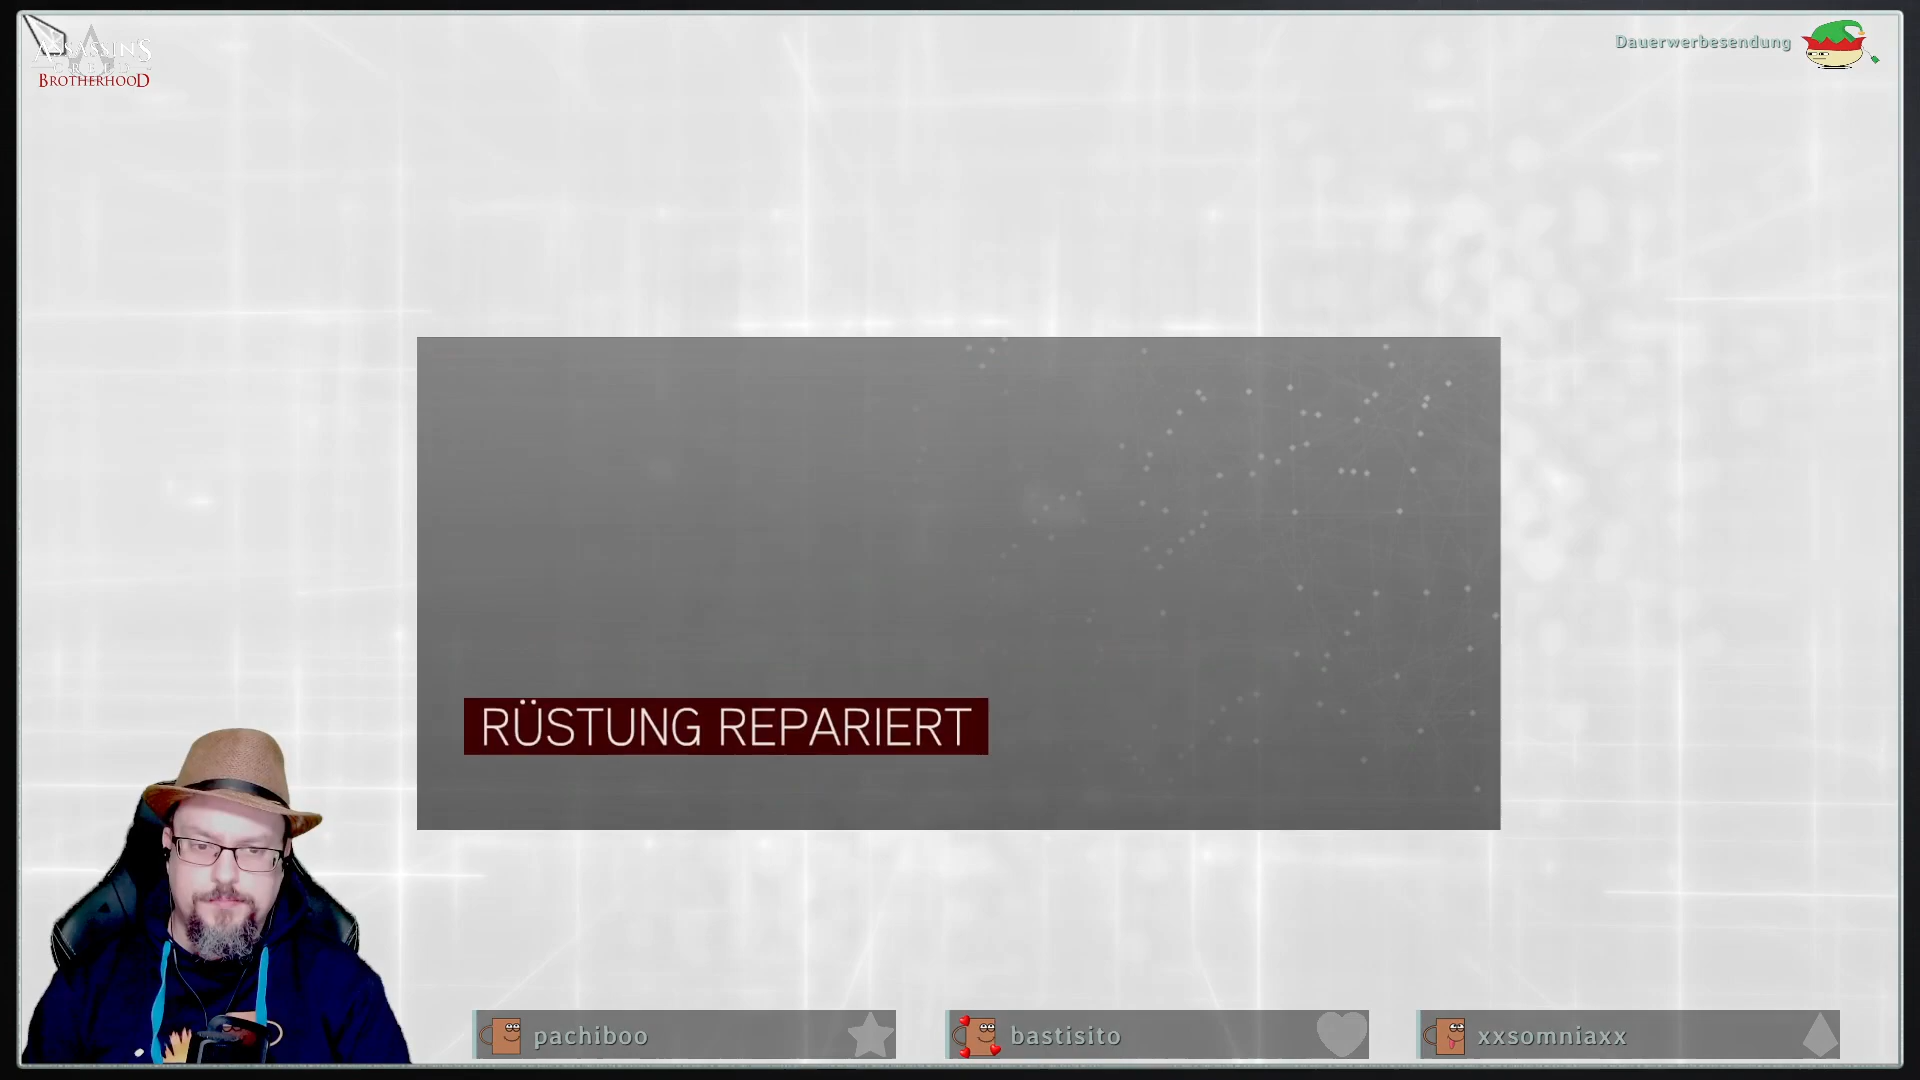 ASSASSIN'S
CREED
BROTHERHOOD
Dauerwerbesendung
RÜSTUNG REPARIERT
pachiboo
bastisito
xxsomniaxx